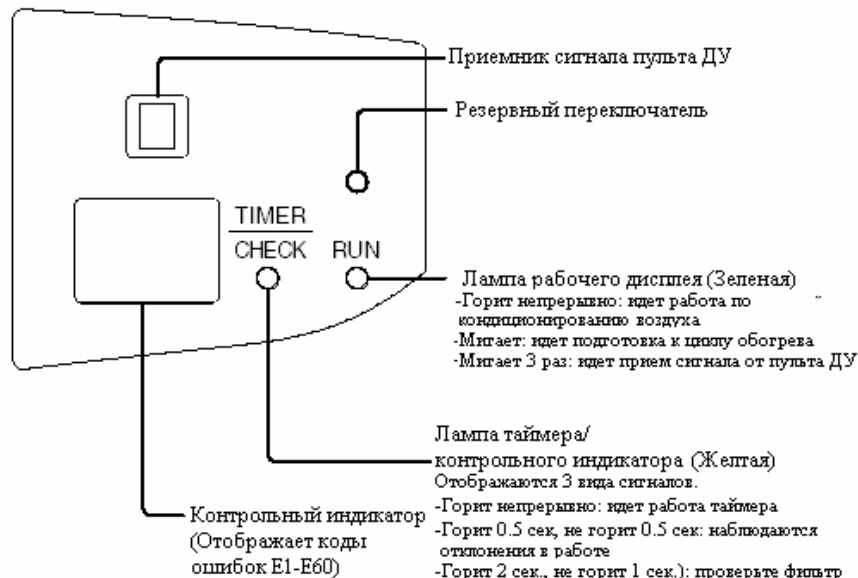 Приемник сигнала пульта ДУ
Резервный переключатель
TIMER
CHECK RUN
Лампа рабочего дисплея (Зеленая)
-Горит непрерывно: идет работа по
кондиционированию воздуха
-Мигает: идет подготовка к циклу обогрева
-Мигает 3 раз: идет прием сигнала от пульта ДУ
Лампа таймера/
контрольного индикатора (Желтая)
Отображаются 3 вида сигналов.
-Горит непрерывно: идет работа таймера
-Горит 0.5 сек, не горит 0.5 сек: наблюдаются
отклонения в работе
-Горит 2 сек., не горит 1 сек.): проверьте фильтр
Контрольный индикатор
(Отображает коды
ошибок E1-E60)